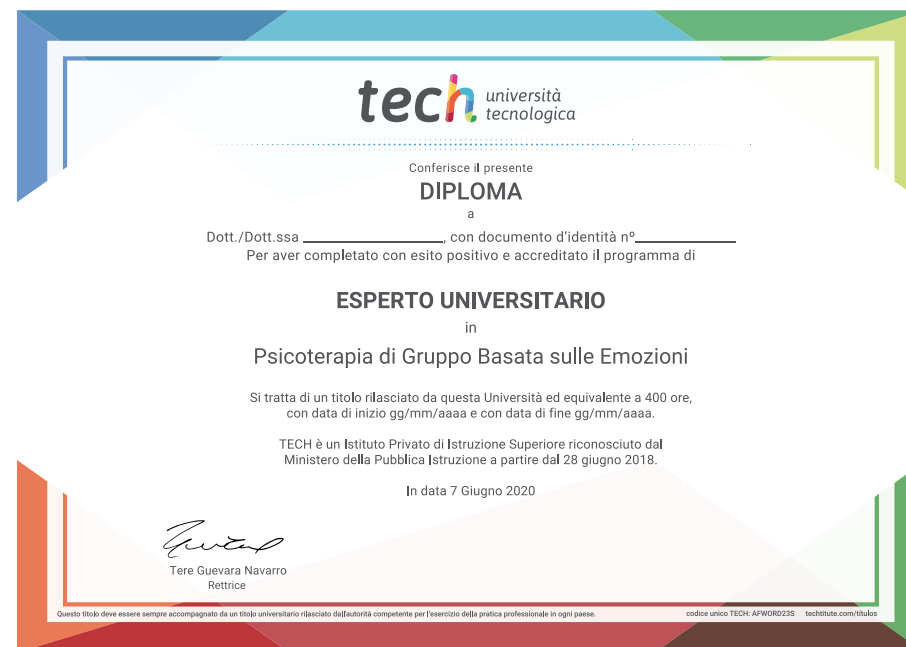 tech università
tecnologica
Conferisce il presente
DIPLOMA
a
Dott./Dott.ssa ____________________, con documento d'identità nº______________
Per aver completato con esito positivo e accreditato il programma di
ESPERTO UNIVERSITARIO
in
Psicoterapia di Gruppo Basata sulle Emozioni
Si tratta di un titolo rilasciato da questa Università ed equivalente a 400 ore,
con data di inizio gg/mm/aaaa e con data di fine gg/mm/aaaa.
TECH è un Istituto Privato di Istruzione Superiore riconosciuto dal
Ministero della Pubblica Istruzione a partire dal 28 giugno 2018.
In data 7 Giugno 2020
Tere Guevara Navarro
Rettrice
Questo titolo deve essere sempre accompagnato da un titolo universitario rilasciato dall'autorità competente per l'esercizio della pratica professionale in ogni paese. codice unico TECH: AFWORD23S techtitute.com/titulos